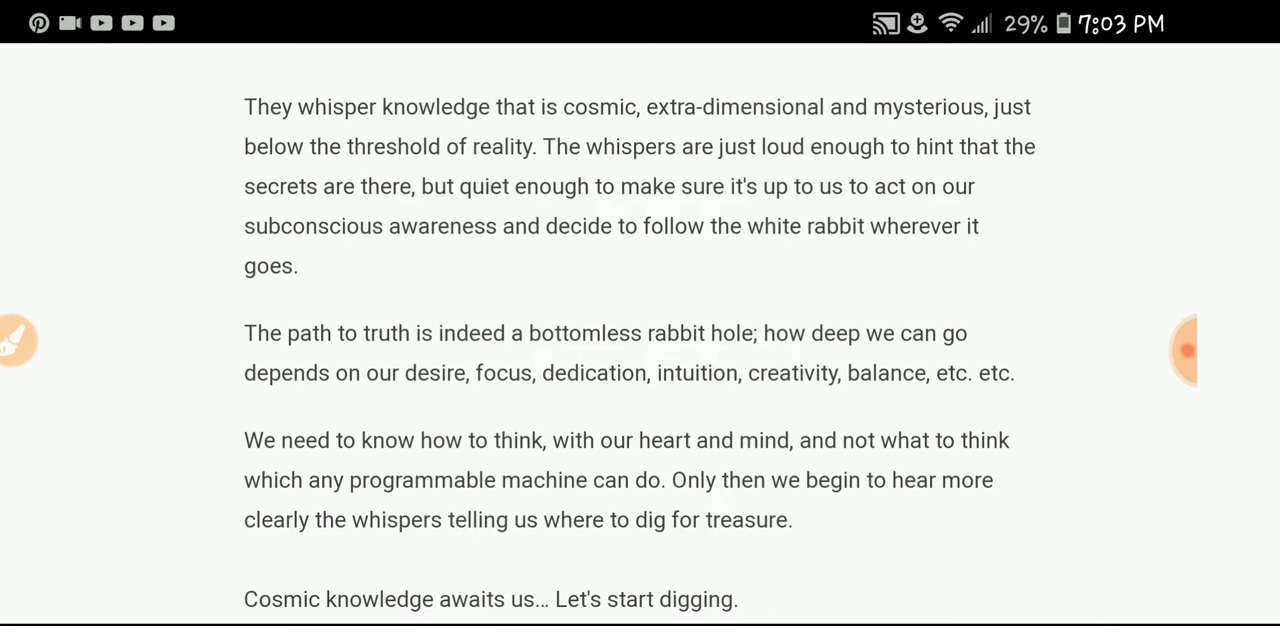 29% 7:03 PM
They whisper knowledge that is cosmic, extra-dimensional and mysterious, just
below the threshold of reality. The whispers are just loud enough to hint that the
secrets are there, but quiet enough to make sure it's up to us to act on our
subconscious awareness and decide to follow the white rabbit wherever it
goes.
The path to truth is indeed a bottomless rabbit hole; how deep we can go
depends on our desire, focus, dedication, intuition, creativity, balance, etc. etc.
We need to know how to think, with our heart and mind, and not what to think
which any programmable machine can do. Only then we begin to hear more
clearly the whispers telling us where to dig for treasure.
Cosmic knowledge awaits us… Let's start digging.